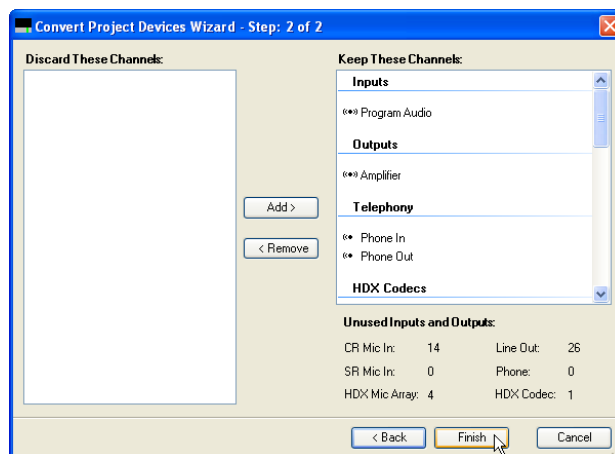 Convert Project Devices Wizard - Step: 2 of 2
Discard These Channels:
Keep These Channels:
Inputs
Program Audio
Outputs
Amplifier
Telephony
Phone In
Phone Out
HDX Codecs
Add >
< Remove
Unused Inputs and Outputs:
CR Mic In: 14 Line Out: 26
SR Mic In: 0 Phone: 0
HDX Mic Array: 4 HDX Codec: 1
< Back Finish Cancel